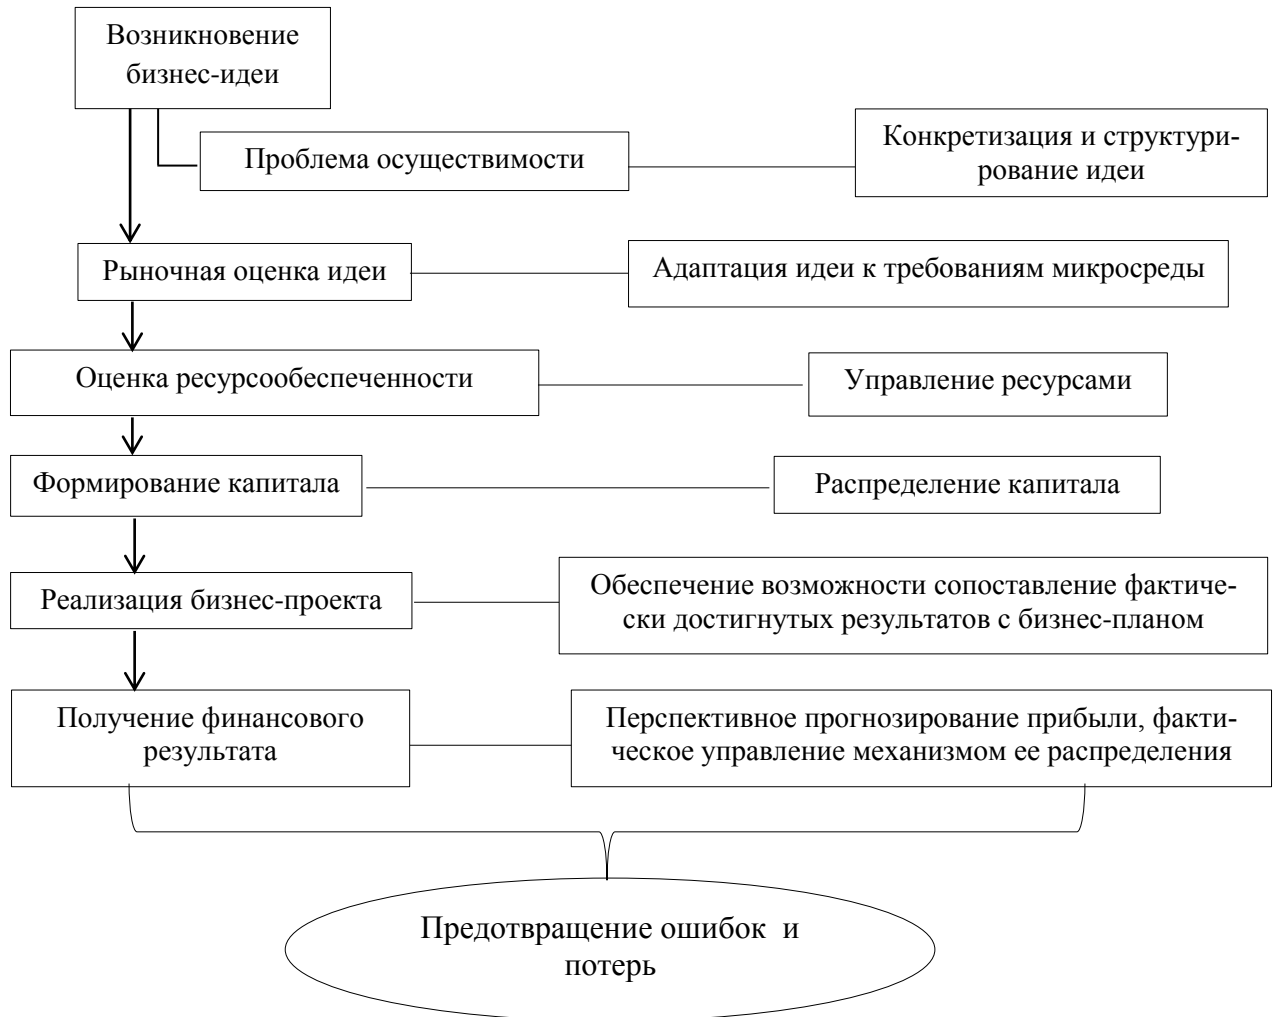 Возникновение
бизнес-идеи
Проблема осуществимости
Конкретизация и структури-
рование идеи
Рыночная оценка идеи
Адаптация идеи к требованиям микросреды
Оценка ресурсообеспеченности
Управление ресурсами
Формирование капитала
Распределение капитала
Реализация бизнес-проекта
Обеспечение возможности сопоставление фактиче-
ски достигнутых результатов с бизнес-планом
Получение финансового
результата
Перспективное прогнозирование прибыли, факти-
ческое управление механизмом ее распределения
Предотвращение ошибок и
потерь